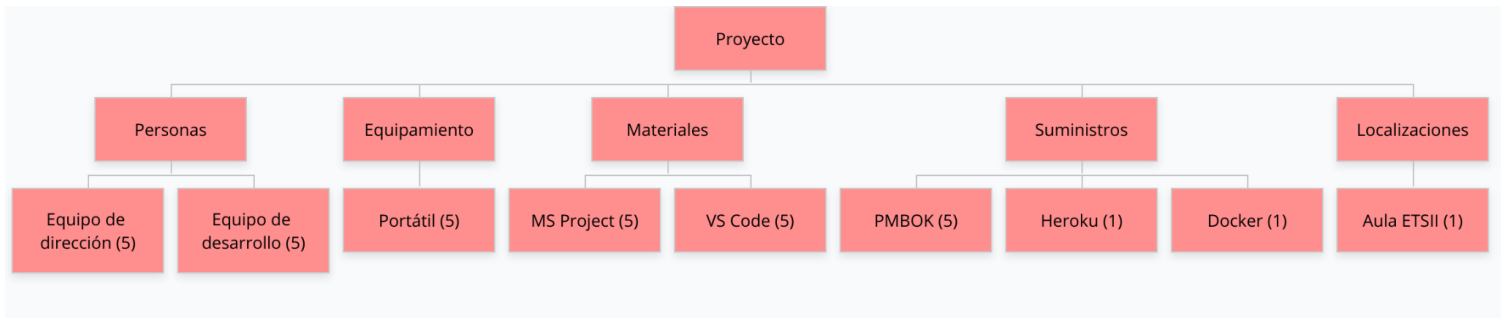 Proyecto
Personas
Equipamiento
Materiales
Suministros
Localizaciones
Equipo de
dirección (5)
Equipo de
desarrollo (5)
Portátil (5)
MS Project (5)
VS Code (5)
PMBOK (5)
Heroku (1)
Docker (1)
Aula ETSII (1)